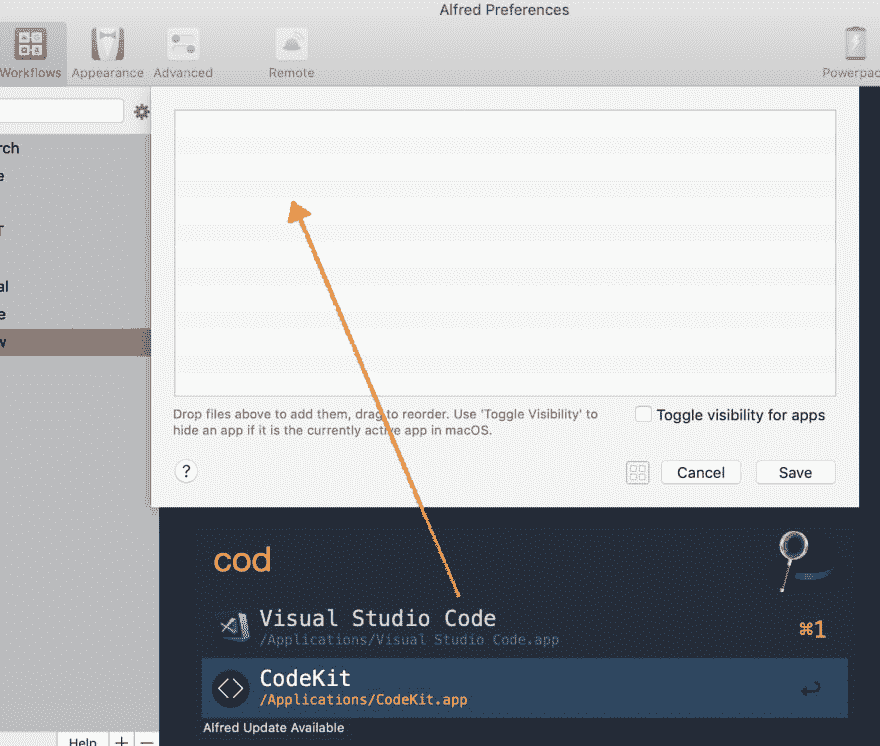 Alfred Preferences
Workflows Appearance Advanced Remote Powerpac
rch
e
T
al
e
w
Drop files above to add them, drag to reorder. Use 'Toggle Visibility' to
hide an app if it is the currently active app in macOS.
Toggle visibility for apps
? Cancel Save
cod
Visual Studio Code
/Applications/Visual Studio Code.app
⌘1
CodeKit
/Applications/CodeKit.app
Alfred Update Available
Help + −